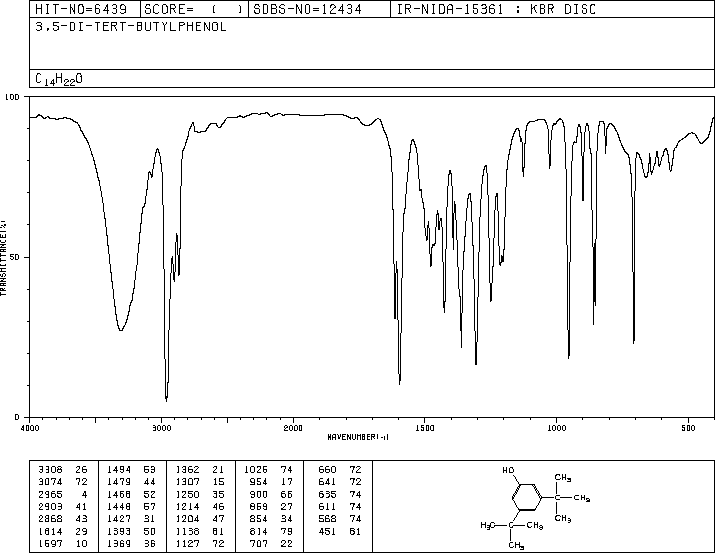 HIT-NO=6439 SCORE= ( ) SDBS-NO=12434 IR-NIDA-15361 : KBR DISC
3,5-DI-TERT-BUTYLPHENOL
C14H22O
100
50
0
TRANSMITTANCE(%)
4000 3000 2000 1500 1000 500
WAVENUMBER(-1)
3308 26 1494 53 1362 21 1026 74 660 72
3074 72 1479 44 1307 15 954 17 641 72
2965 4 1468 52 1250 35 900 66 635 74
2903 41 1448 57 1214 46 859 27 611 74
2868 43 1427 31 1204 47 854 34 568 74
1614 29 1393 50 1138 81 814 79 451 81
1597 10 1369 36 1127 72 707 22
HO
CH3
CH3
CH3
H3C
CH3
CH3